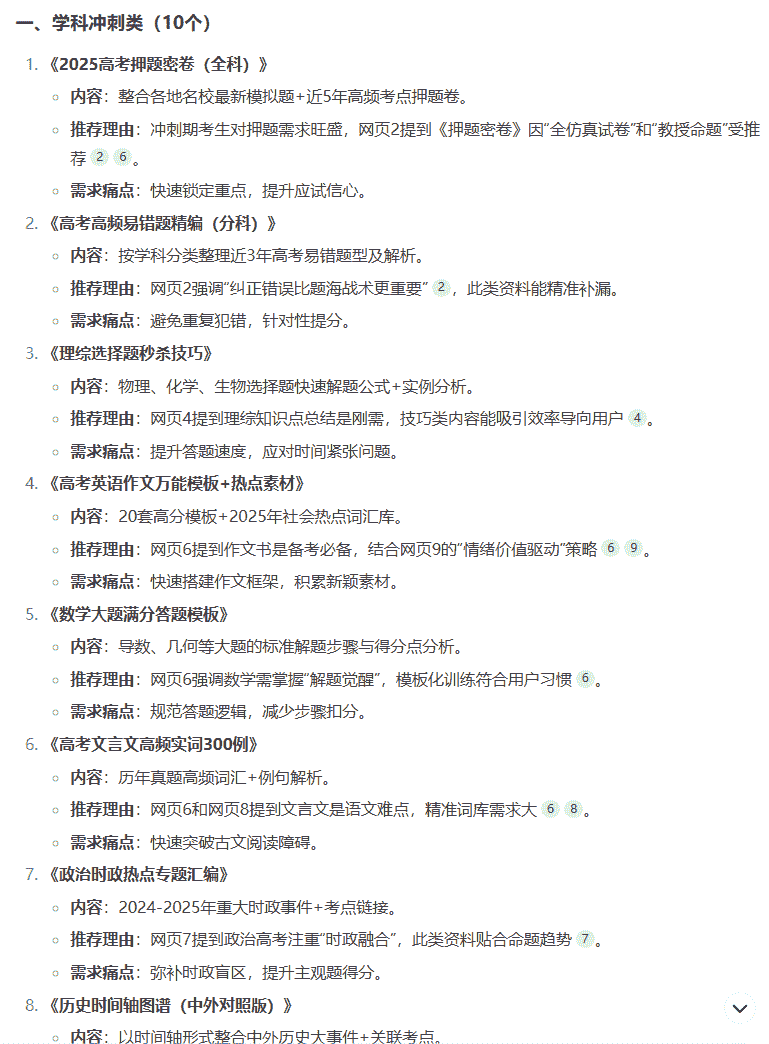 一、学科冲刺类（10个）
1. 《2025高考押题密卷（全科）》
内容：整合各地名校最新模拟题+近5年高频考点押题卷。
推荐理由：冲刺期考生对押题需求旺盛，网页2提到《押题密卷》因“全仿真试卷”和“教授命题”受推
荐 2 6 。
需求痛点：快速锁定重点，提升应试信心。
2. 《高考高频易错题精编（分科）》
内容：按学科分类整理近3年高考易错题型及解析。
推荐理由：网页2强调“纠正错误比题海战术更重要” 2 ，此类资料能精准补漏。
需求痛点：避免重复犯错，针对性提分。
3. 《理综选择题秒杀技巧》
内容：物理、化学、生物选择题快速解题公式+实例分析。
推荐理由：网页4提到理综知识点总结是刚需，技巧类内容能吸引效率导向用户 4 。
需求痛点：提升答题速度，应对时间紧张问题。
4. 《高考英语作文万能模板+热点素材》
内容：20套高分模板+2025年社会热点词汇库。
推荐理由：网页6提到作文书是备考必备，结合网页9的“情绪价值驱动”策略 6 9 。
需求痛点：快速搭建作文框架，积累新颖素材。
5. 《数学大题满分答题模板》
内容：导数、几何等大题的标准解题步骤与得分点分析。
推荐理由：网页6强调数学需掌握“解题觉醒”，模板化训练符合用户习惯 6 。
需求痛点：规范答题逻辑，减少步骤扣分。
6. 《高考文言文高频实词300例》
内容：历年真题高频词汇+例句解析。
推荐理由：网页6和网页8提到文言文是语文难点，精准词库需求大 6 8 。
需求痛点：快速突破古文阅读障碍。
7. 《政治时政热点专题汇编》
内容：2024-2025年重大时政事件+考点链接。
推荐理由：网页7提到政治高考注重“时政融合”，此类资料贴合命题趋势 7 。
需求痛点：弥补时政盲区，提升主观题得分。
8. 《历史时间轴图谱（中外对照版）》
内容：以时间轴形式整合中外历史大事件+关联考点。